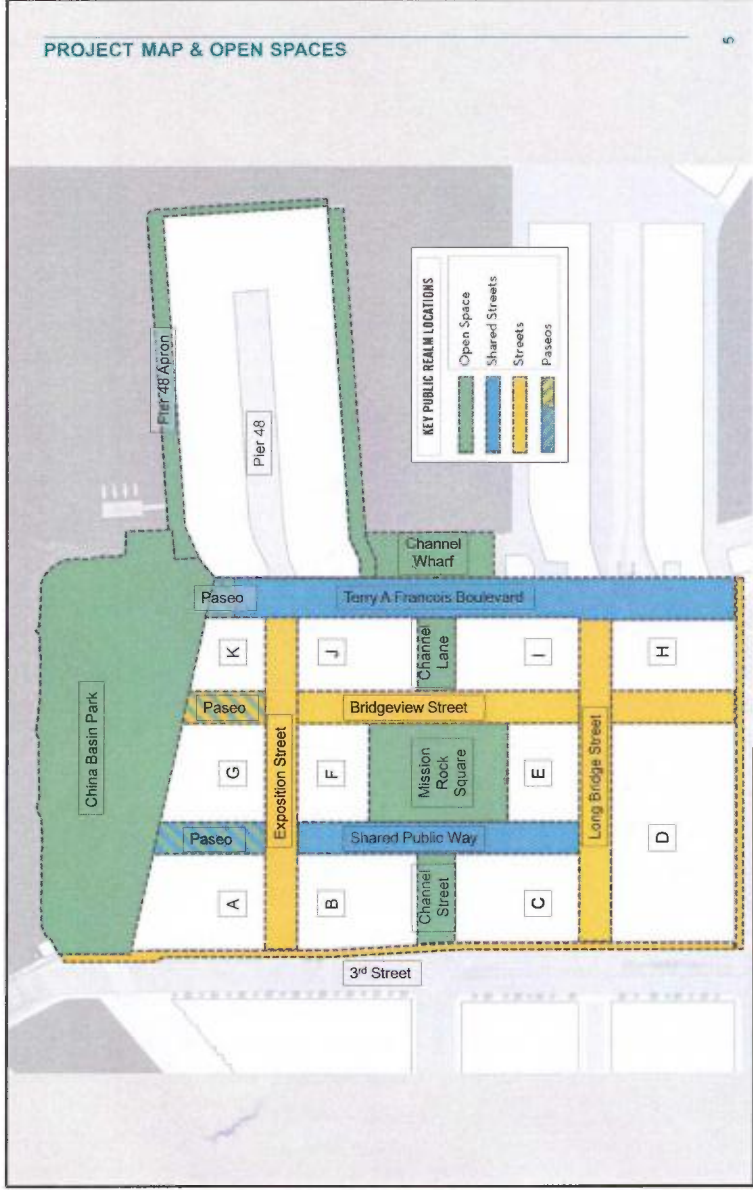 PROJECT MAP & OPEN SPACES
5
China Basin Park
Pier 48 Apron
Pier 48
KEY PUBLIC REALM LOCATIONS
Open Space
Shared Streets
Streets
Paseos
Channel
Wharf
Paseo
Terry A Francois Boulevard
K
J
Channel
Lane
I
H
Paseo
Bridgeview Street
G
Exposition Street
F
Mission
Rock
Square
E
Long Bridge Street
Paseo
Shared Public Way
D
A
B
Channel
Street
C
3rd Street